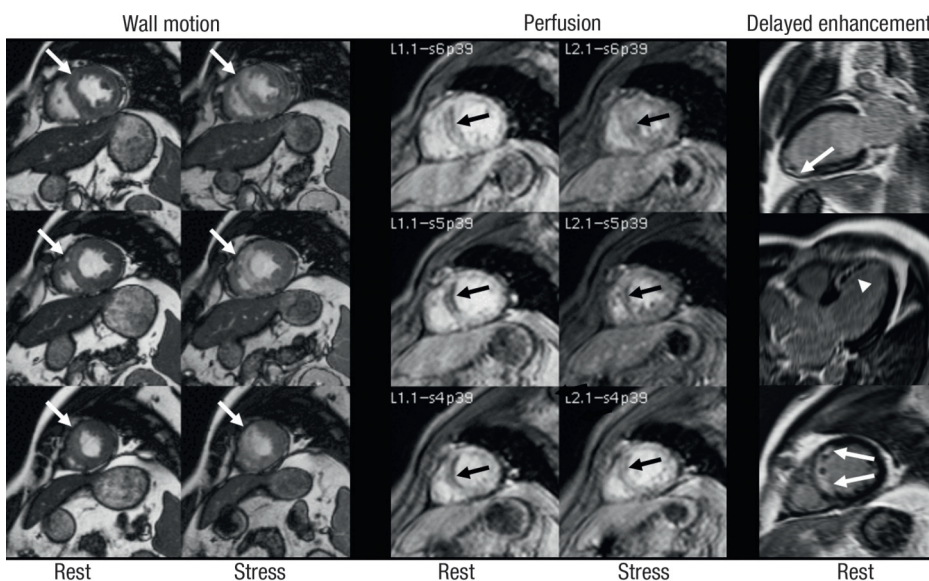 Wall motion
Perfusion
Delayed enhancement
L1.1-s6p39
L2.1-s6p39
L1.1-s5p39
L2.1-s5p39
L1.1-s4p39
L2.1-s4p39
Rest
Stress
Rest
Stress
Rest